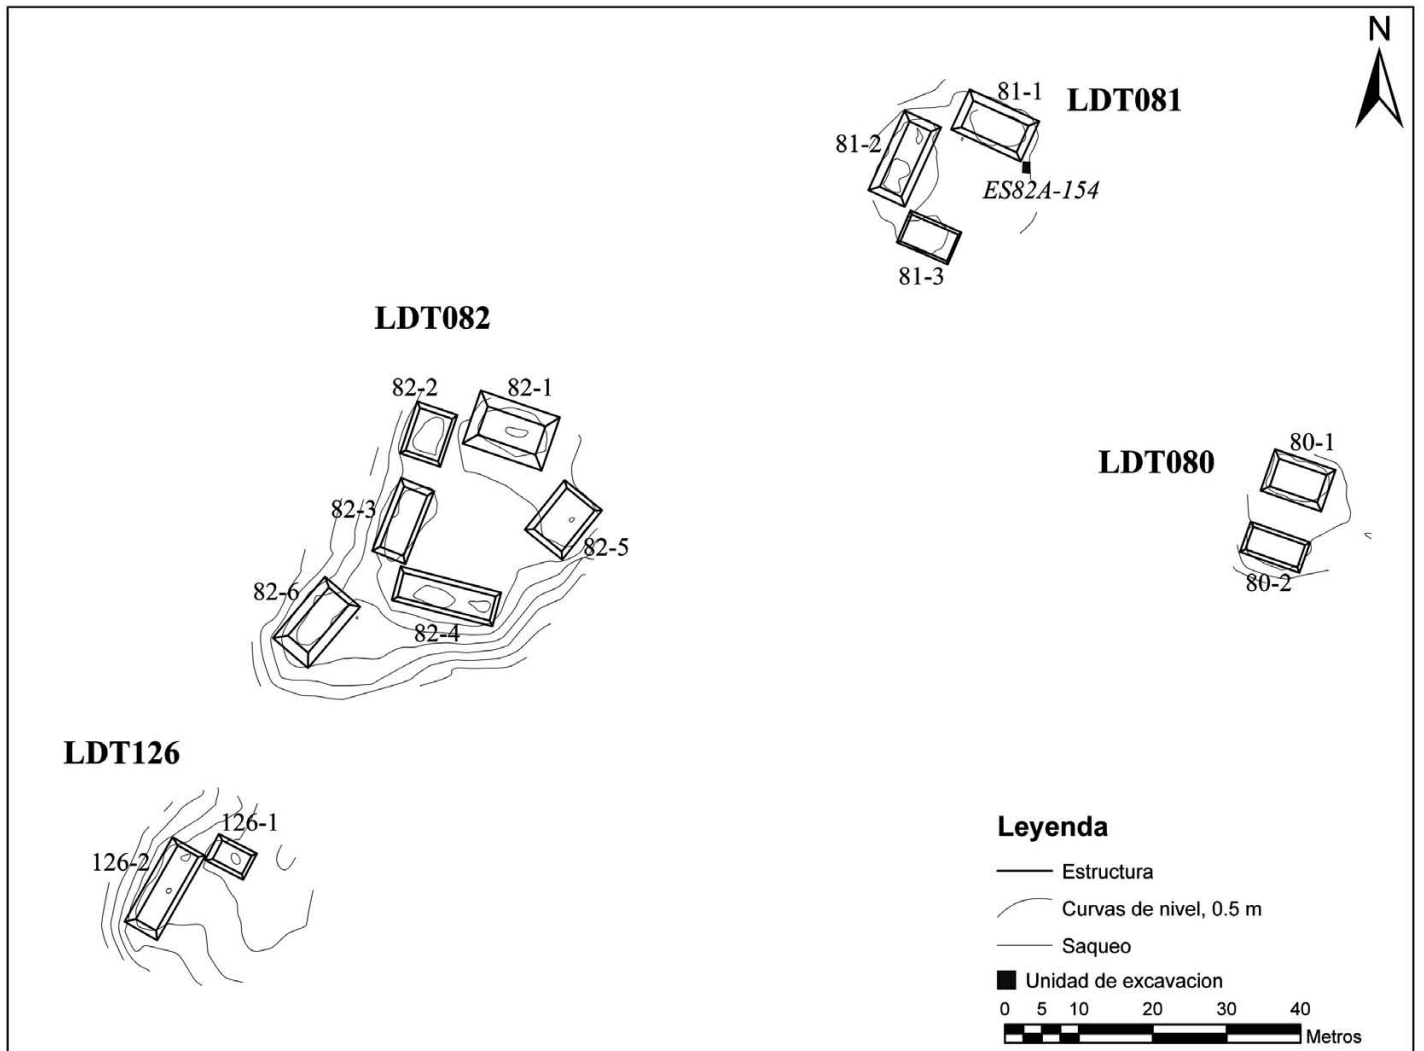 N
81-1
LDT081
81-2
ES82A-154
81-3
LDT082
82-2
82-1
80-1
LDT080
82-3
82-5
80-2
82-6
82-4
LDT126
126-1
126-2
Leyenda
Estructura
Curvas de nivel, 0.5 m
Saqueo
Unidad de excavacion
0 5 10 20 30 40
Metros